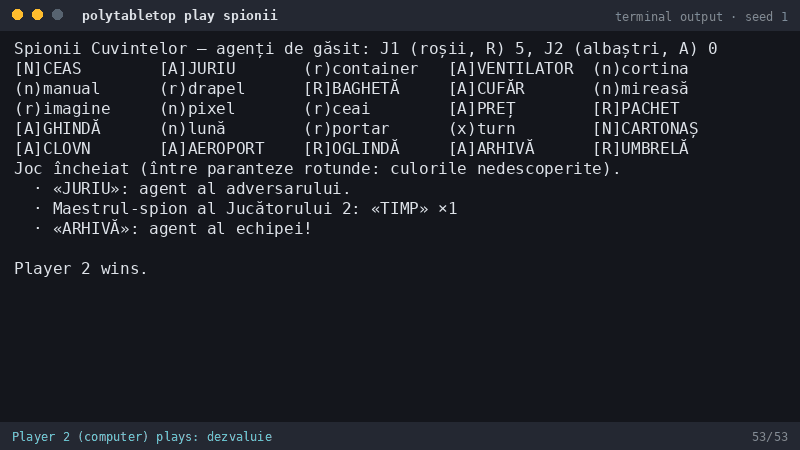 polytabletop play spionii
terminal output · seed 1
Spionii Cuvintelor — agenți de găsit: J1 (roșii, R) 5, J2 (albaștri, A) 0
[N]CEAS [A]JURIU (r)container [A]VENTILATOR (n)cortina
(n)manual (r)drapel [R]BAGHETĂ [A]CUFĂR (n)mireasă
(r)imagine (n)pixel (r)ceai [A]PREȚ [R]PACHET
[A]GHINDĂ (n)lună (r)portar (x)turn [N]CARTONAȘ
[A]CLOVN [A]AEROPORT [R]OGLINDĂ [A]ARHIVĂ [R]UMBRELĂ
Joc încheiat (între paranteze rotunde: culorile nedescoperite).
· «JURIU»: agent al adversarului.
· Maestrul-spion al Jucătorului 2: «TIMP» ×1
· «ARHIVĂ»: agent al echipei!
Player 2 wins.
Player 2 (computer) plays: dezvaluie
53/53